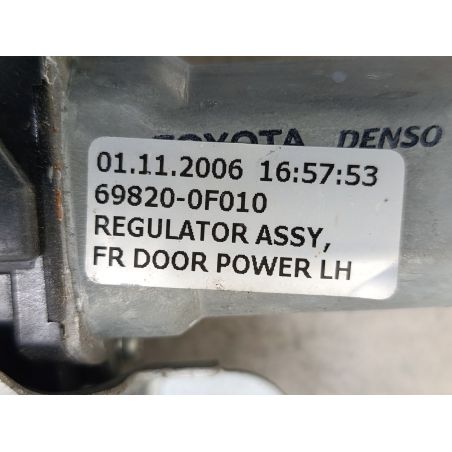 TOYOTA DENSO
01.11.2006 16:57:53
69820-0F010
REGULATOR ASSY,
FR DOOR POWER LH